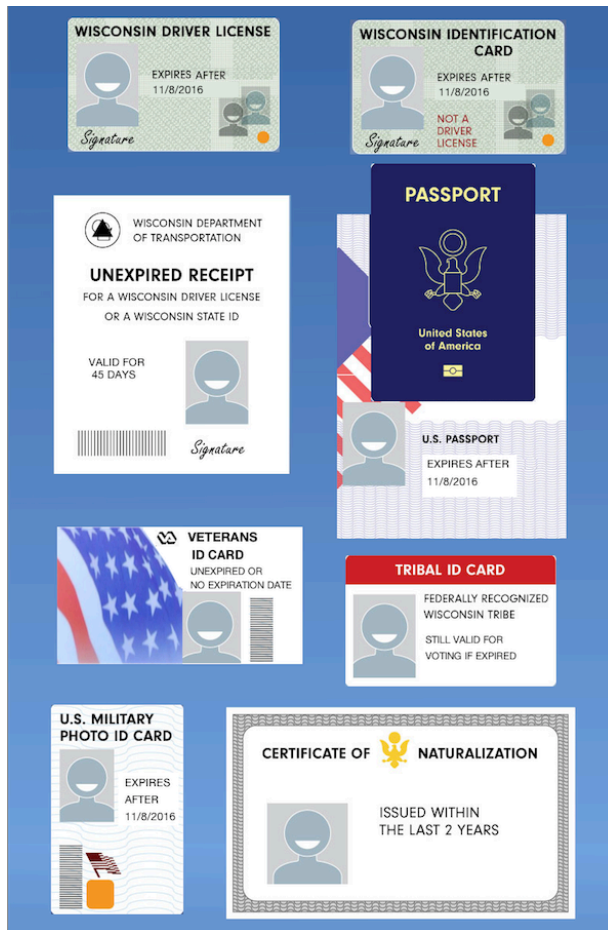 WISCONSIN DRIVER LICENSE
EXPIRES AFTER
11/8/2016
Signature
WISCONSIN IDENTIFICATION
CARD
EXPIRES AFTER
11/8/2016
NOT A
DRIVER
LICENSE
Signature
WISCONSIN DEPARTMENT
OF TRANSPORTATION
UNEXPIRED RECEIPT
FOR A WISCONSIN DRIVER LICENSE
OR A WISCONSIN STATE ID
VALID FOR
45 DAYS
Signature
PASSPORT
United States
of America
U.S. PASSPORT
EXPIRES AFTER
11/8/2016
VETERANS
ID CARD
UNEXPIRED OR
NO EXPIRATION DATE
TRIBAL ID CARD
FEDERALLY RECOGNIZED
WISCONSIN TRIBE
STILL VALID FOR
VOTING IF EXPIRED
U.S. MILITARY
PHOTO ID CARD
EXPIRES
AFTER
11/8/2016
CERTIFICATE OF NATURALIZATION
ISSUED WITHIN
THE LAST 2 YEARS